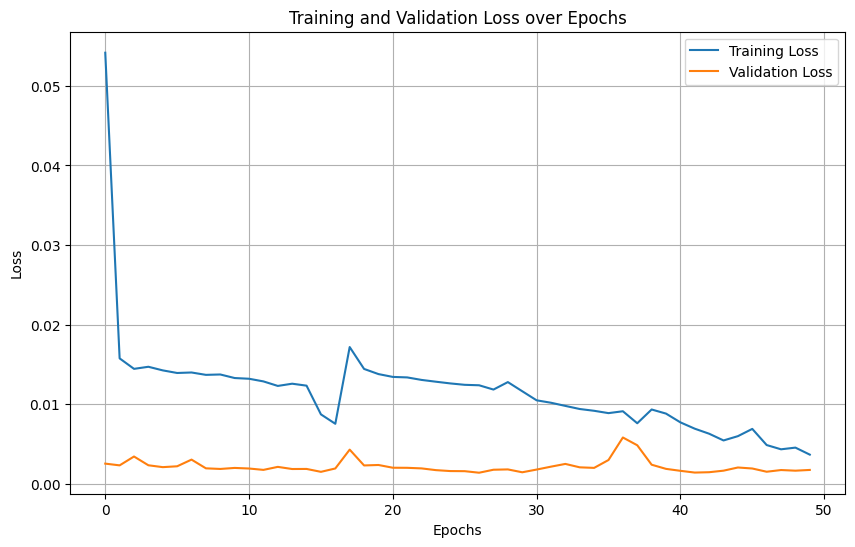 Training and Validation Loss over Epochs
Training Loss
Validation Loss
0.05
0.04
0.03
0.02
0.01
0.00
Loss
0
10
20
30
40
50
Epochs